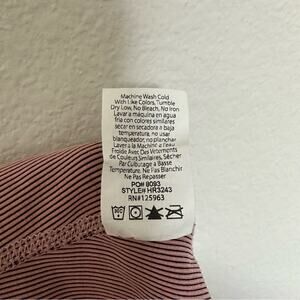 Machine Wash Cold
With Like Colors, Tumble
Dry Low, No Bleach, No Iron
Lavar a máquina en agua
fria con colores similares
secar en secadora a baja
temperatura, no usar
blanqueador, no planchar
Laver à la Machine à l'eau
Froide Avec Des Vêtements
de Couleurs Similaires, Sécher
Par Culbutage à Basse
Temperature, Ne Pas Blanchir
Ne Pas Repasser
PO# 8093
STYLE# HR3243
RN#125963